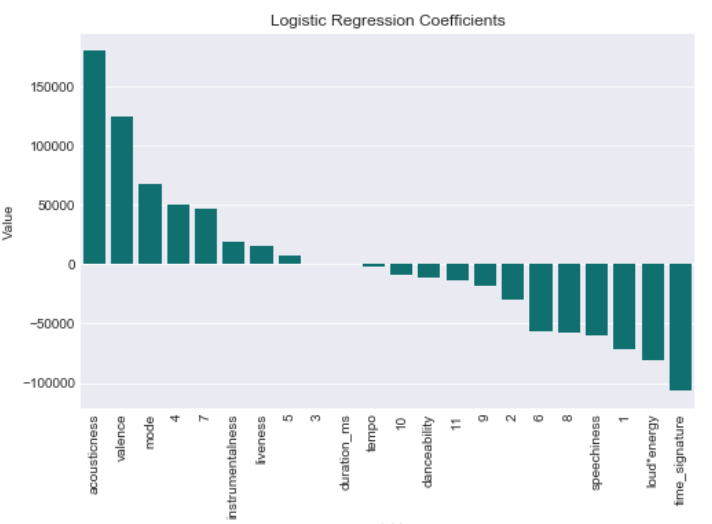 Logistic Regression Coefficients
150000
100000
50000
0
−50000
−100000
Value
acousticness
valence
mode
4
7
instrumentalness
liveness
5
3
duration_ms
tempo
10
danceability
11
9
2
6
8
speechiness
1
loud*energy
time_signature